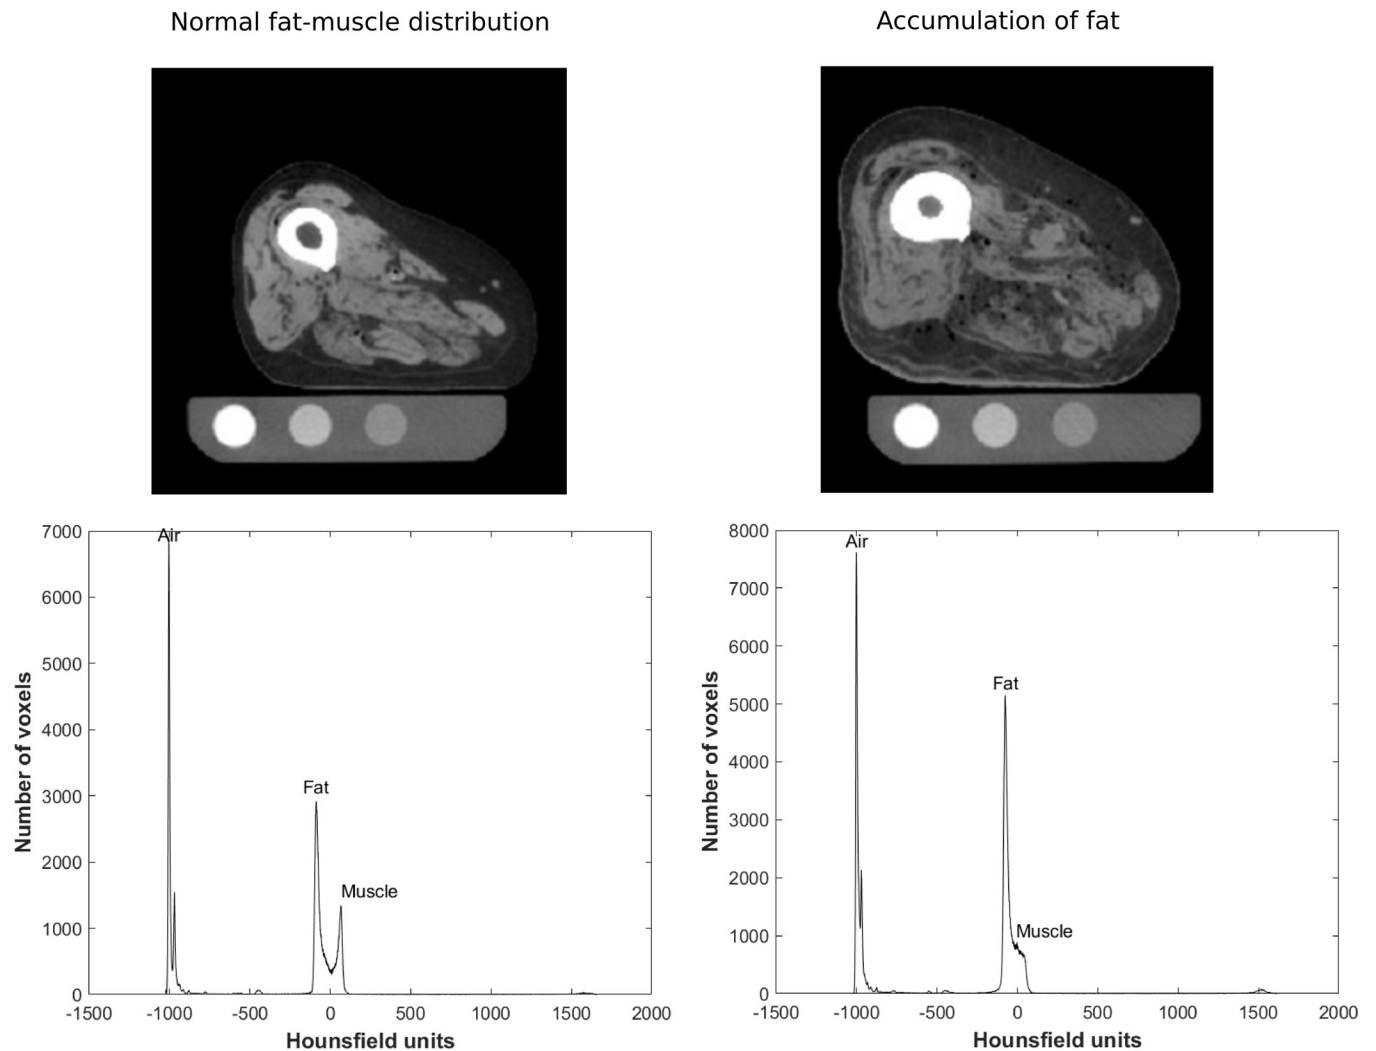 Normal fat-muscle distribution
Accumulation of fat
7000
6000
5000
4000
3000
2000
1000
0
Number of voxels
Air
Fat
Muscle
-1500 -1000 -500 0 500 1000 1500 2000
Hounsfield units
8000
7000
6000
5000
4000
3000
2000
1000
0
Number of voxels
Air
Fat
Muscle
-1500 -1000 -500 0 500 1000 1500 2000
Hounsfield units